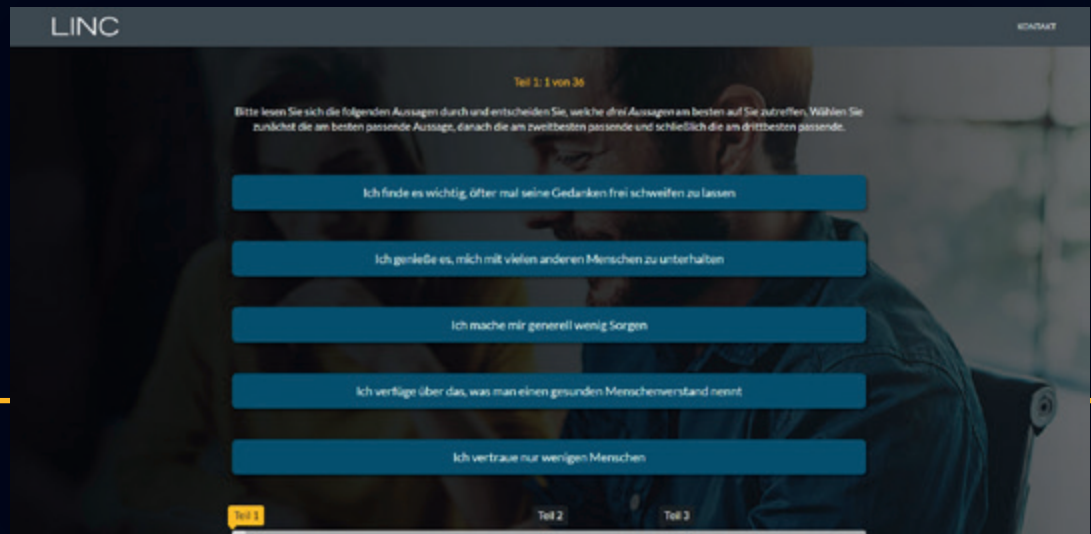 LINC
KONTAKT
Teil 1: 1 von 36
Bitte lesen Sie sich die folgenden Aussagen durch und entscheiden Sie, welche drei Aussagen am besten auf Sie zutreffen. Wählen Sie
zunächst die am besten passende Aussage, danach die am zweitbesten passende und schließlich die am drittbesten passende.
Ich finde es wichtig, öfter mal seine Gedanken frei schweifen zu lassen
Ich genieße es, mich mit vielen anderen Menschen zu unterhalten
Ich mache mir generell wenig Sorgen
Ich verfüge über das, was man einen gesunden Menschenverstand nennt
Ich vertraue nur wenigen Menschen
Teil 1 Teil 2 Teil 3